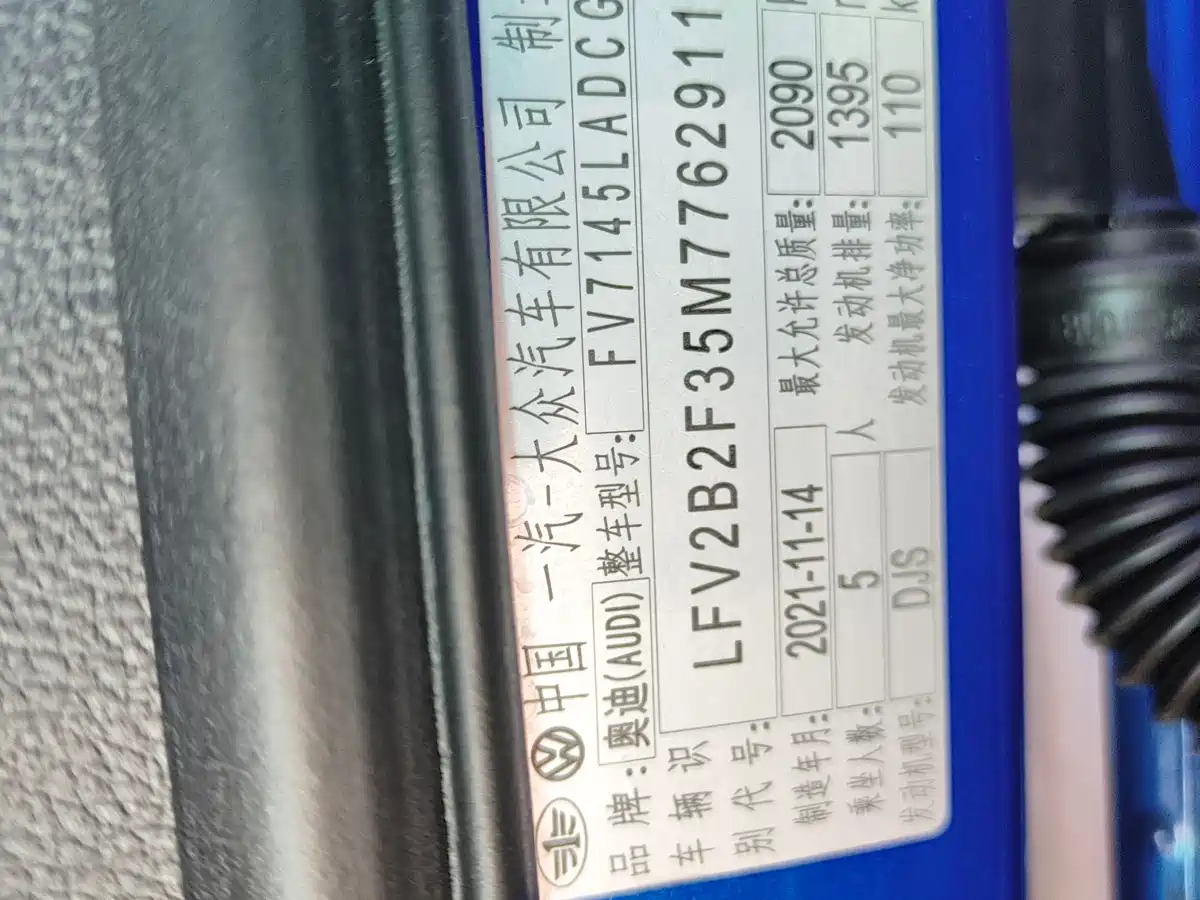 中国 一汽-大众汽车有限公司 制
品牌: 奥迪(AUDI) 整车型号: FV7145LADCG
车辆识别代号: LFV2B2F35M7762911
制造年月: 2021-11-14 最大允许总质量: 2090
乘坐人数: 5 人 发动机排量: 1395
发动机型号: DJS 发动机最大净功率: 110 k